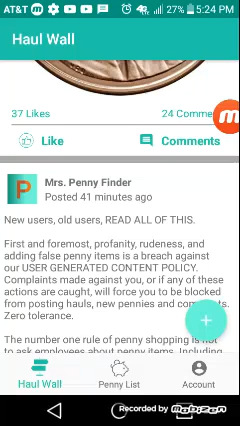 AT&T 27% 5:24 PM
Haul Wall
37 Likes 24 Comme
Like Comments
Mrs. Penny Finder
Posted 41 minutes ago
New users, old users, READ ALL OF THIS.
First and foremost, profanity, rudeness, and
adding false penny items is a breach against
our USER GENERATED CONTENT POLICY.
Complaints made against you, or if any of these
actions are caught, will force you to be blocked
from posting hauls, new pennies and comments.
Zero tolerance.
The number one rule of penny shopping is not
to ask employees about penny items. Including
Haul Wall Penny List Account
Recorded by mobizen